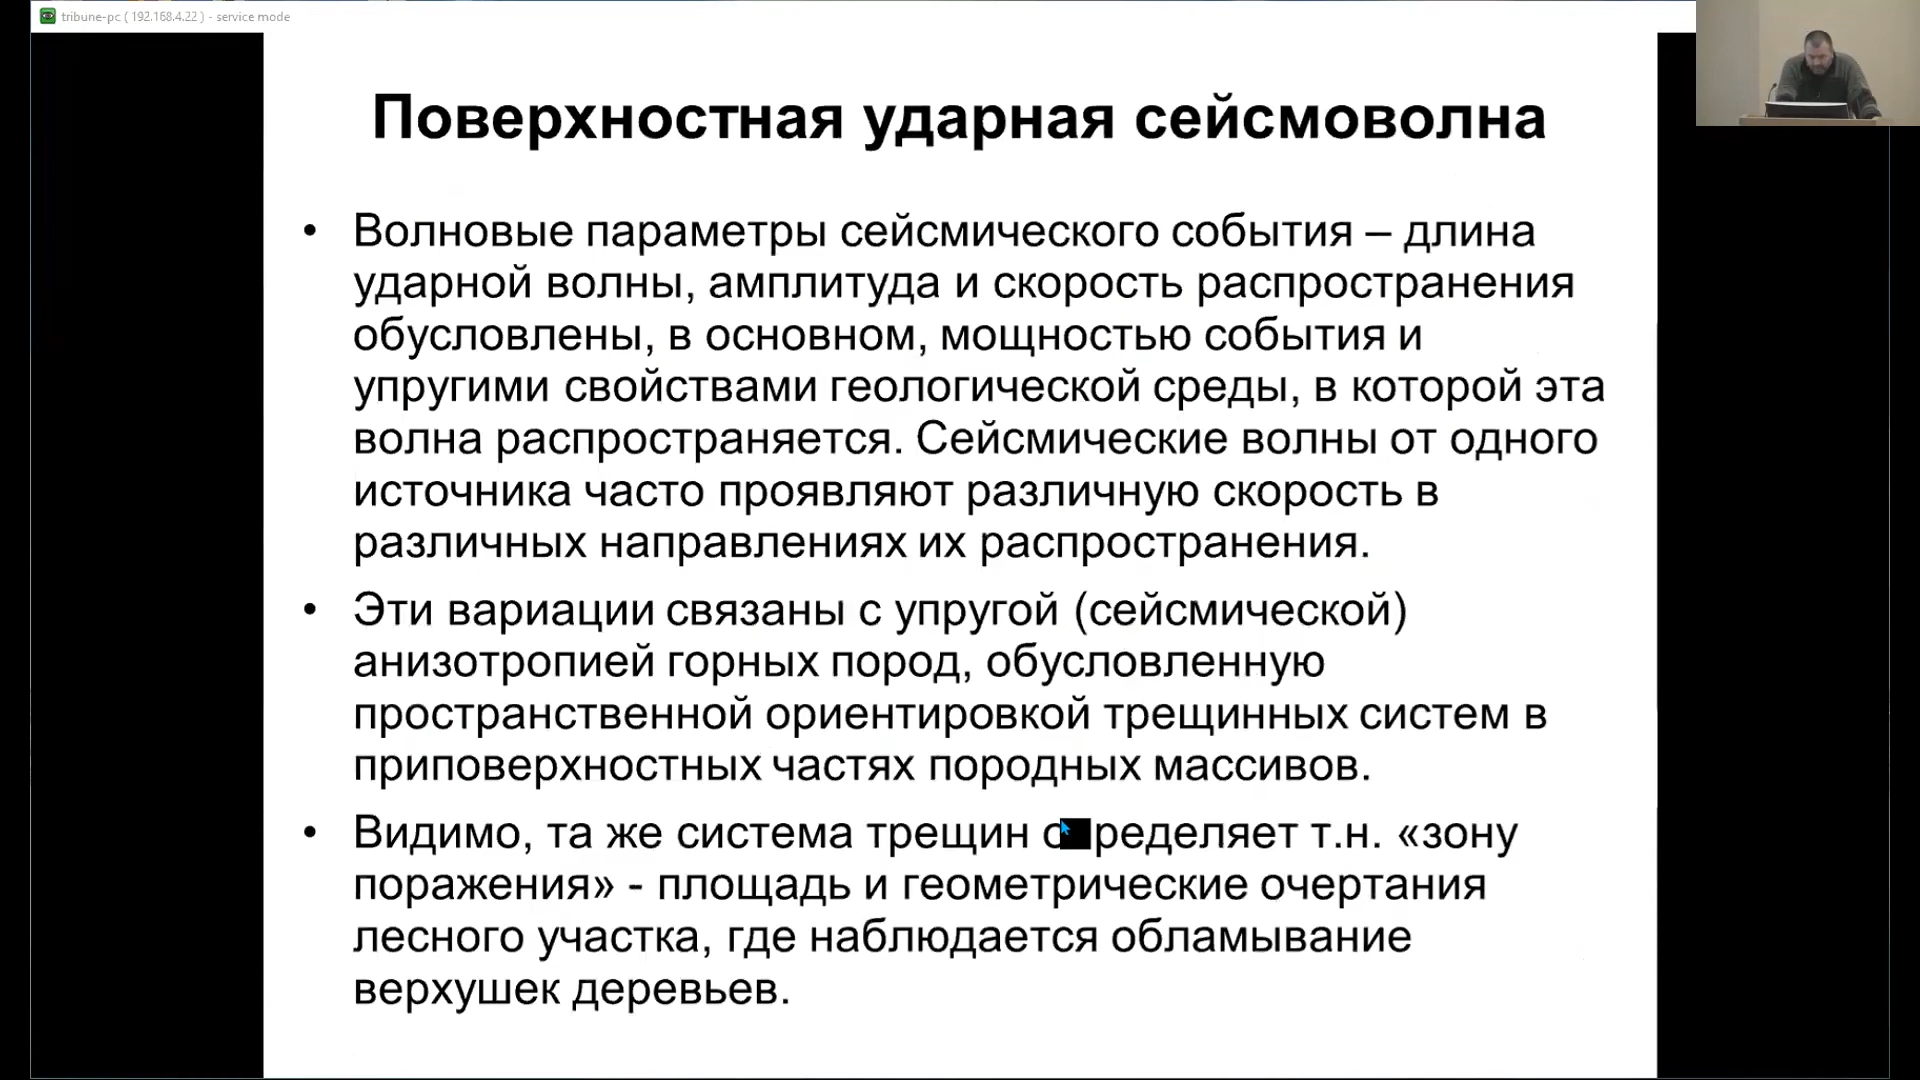 tribune-pc ( 192.168.4.22 ) - service mode
Поверхностная ударная сейсмоволна
• Волновые параметры сейсмического события – длина
ударной волны, амплитуда и скорость распространения
обусловлены, в основном, мощностью события и
упругими свойствами геологической среды, в которой эта
волна распространяется. Сейсмические волны от одного
источника часто проявляют различную скорость в
различных направлениях их распространения.
• Эти вариации связаны с упругой (сейсмической)
анизотропией горных пород, обусловленную
пространственной ориентировкой трещинных систем в
приповерхностных частях породных массивов.
• Видимо, та же система трещин определяет т.н. «зону
поражения» - площадь и геометрические очертания
лесного участка, где наблюдается обламывание
верхушек деревьев.